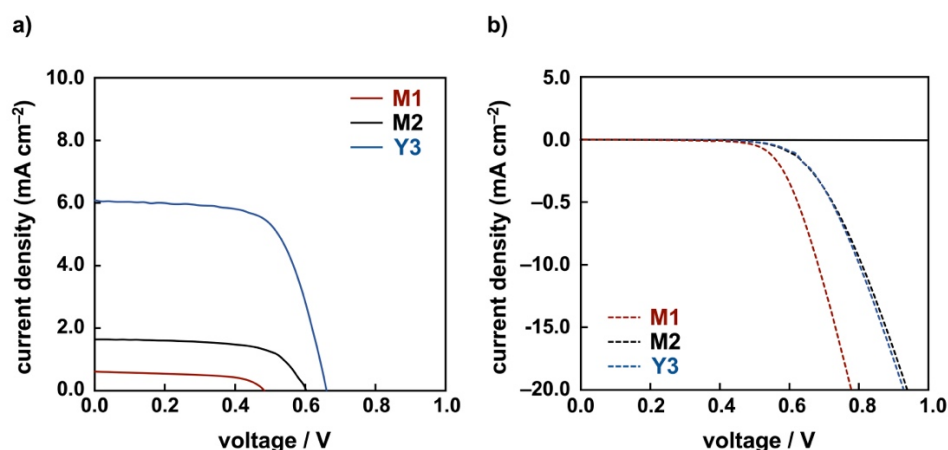 a)
10.0
8.0
6.0
4.0
2.0
0.0
current density (mA cm⁻²)
M1
M2
Y3
0.0 0.2 0.4 0.6 0.8 1.0
voltage / V
b)
5.0
0.0
–0.5
–10.0
–15.0
–20.0
current density (mA cm⁻²)
M1
M2
Y3
0.0 0.2 0.4 0.6 0.8 1.0
voltage / V